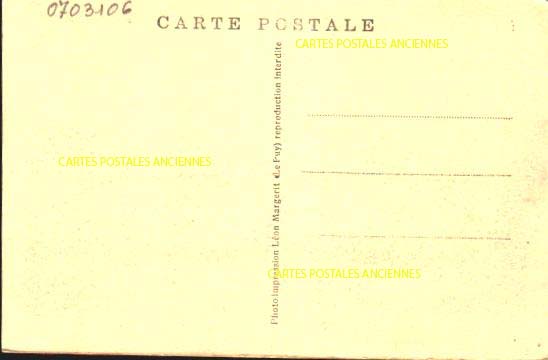 0703106
CARTE POSTALE
CARTES POSTALES ANCIENNES
CARTES POSTALES ANCIENNES
Photo-impression Léon Margerit (Le Puy) reproduction interdite
CARTES POSTALES ANCIENNES